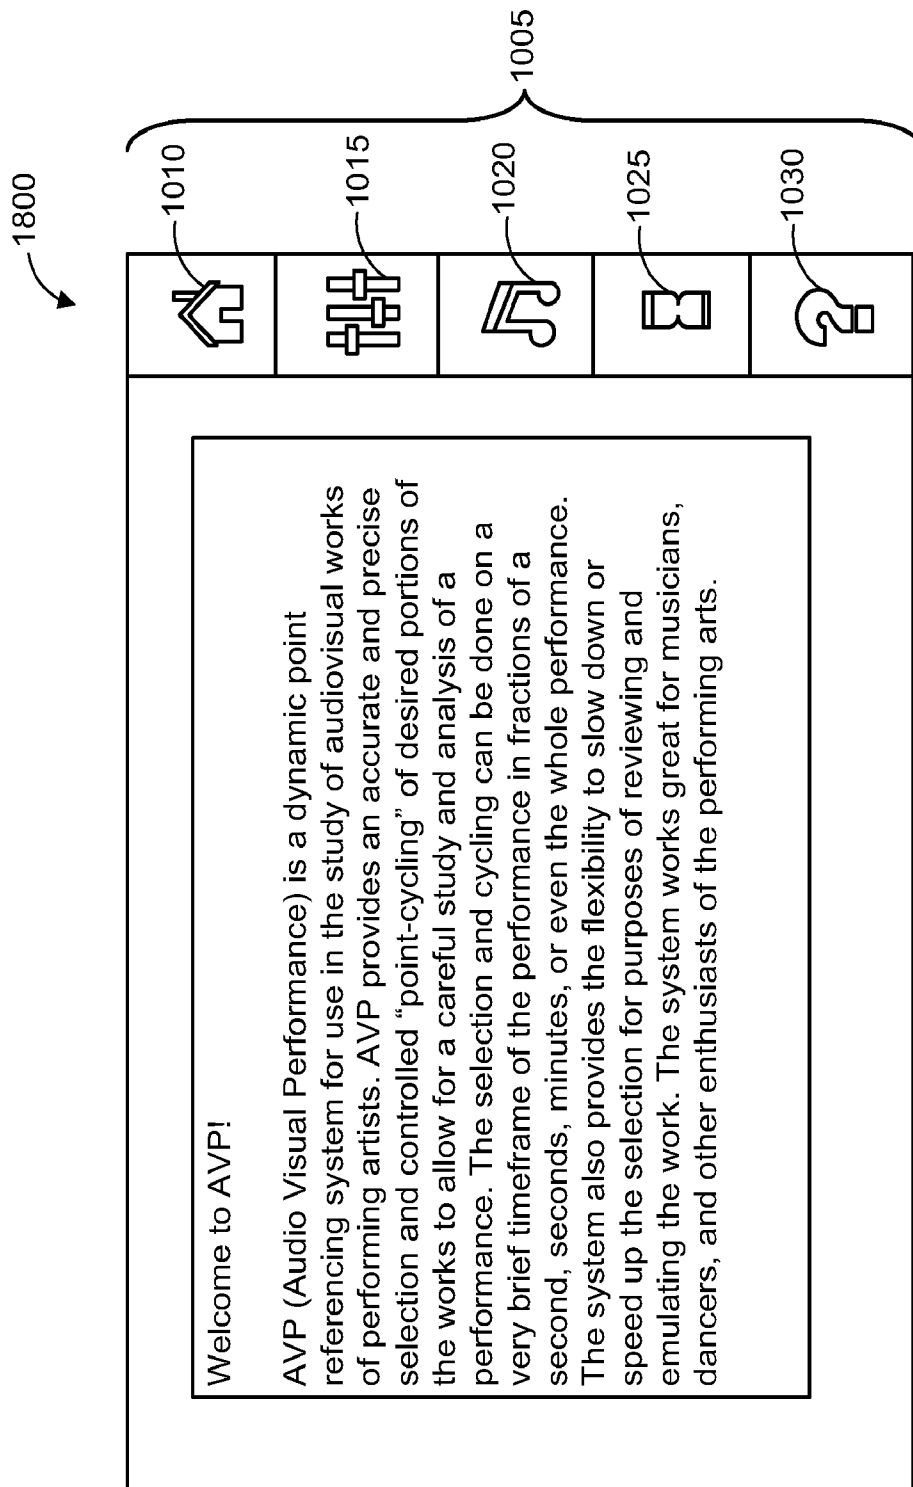 1800
1005
1010
1015
1020
1025
1030
Welcome to AVP!
AVP (Audio Visual Performance) is a dynamic point
referencing system for use in the study of audiovisual works
of performing artists. AVP provides an accurate and precise
selection and controlled “point-cycling” of desired portions of
the works to allow for a careful study and analysis of a
performance. The selection and cycling can be done on a
very brief timeframe of the performance in fractions of a
second, seconds, minutes, or even the whole performance.
The system also provides the flexibility to slow down or
speed up the selection for purposes of reviewing and
emulating the work. The system works great for musicians,
dancers, and other enthusiasts of the performing arts.